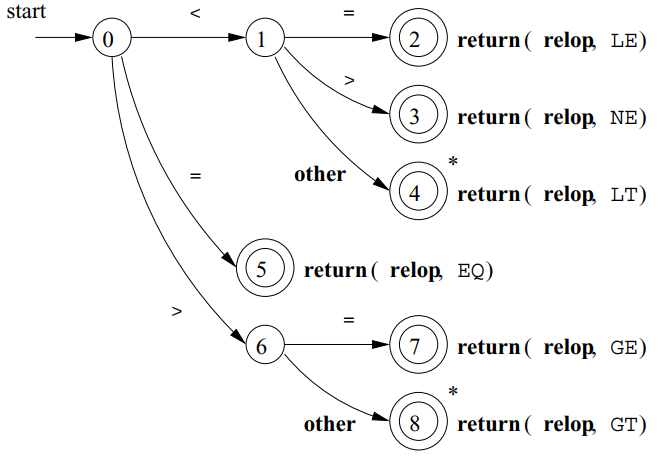 start
<
=
0
1
2
return( relop, LE)
>
3
return( relop, NE)
other
*
4
return( relop, LT)
=
5
return( relop, EQ)
>
=
6
7
return( relop, GE)
other
*
8
return( relop, GT)